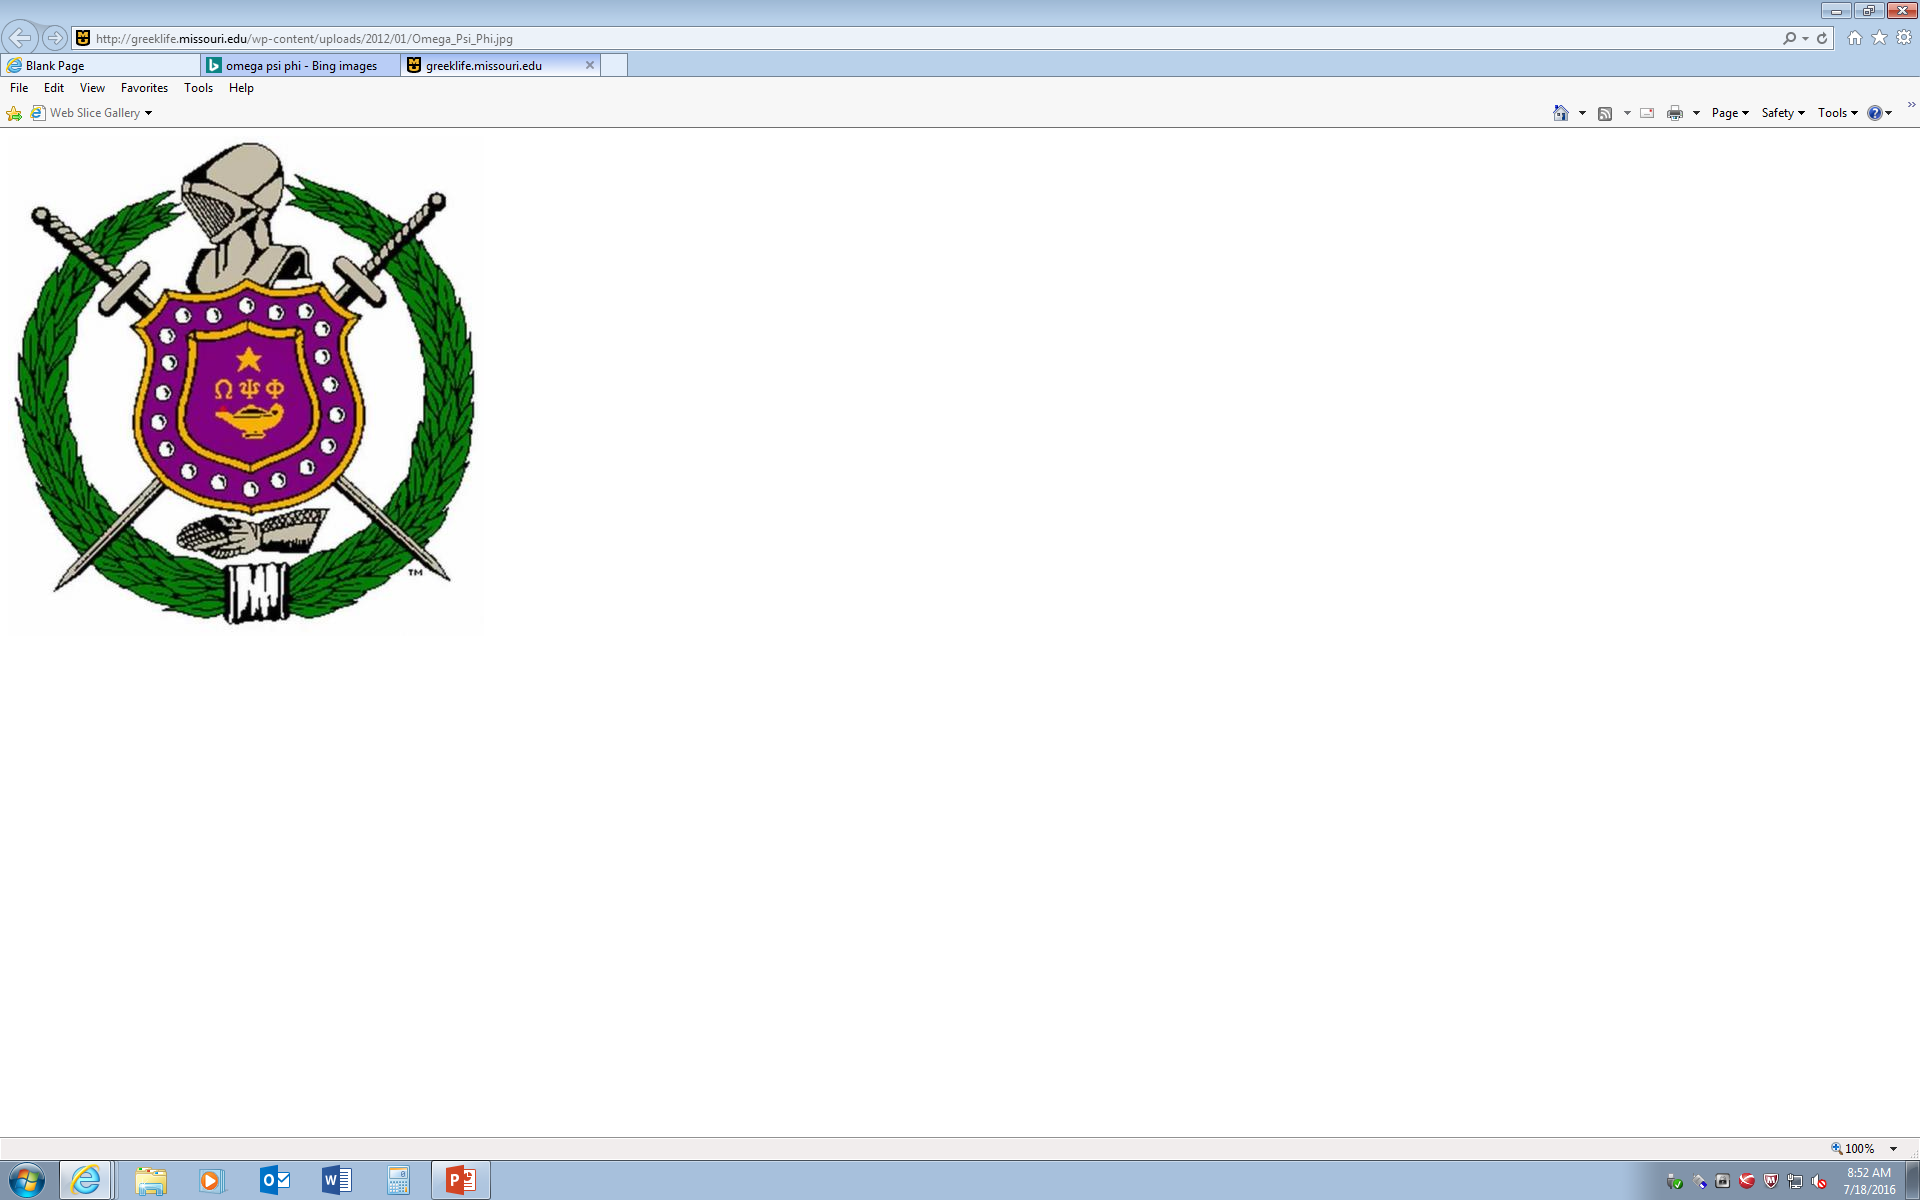 http://greeklife.missouri.edu/wp-content/uploads/2012/01/Omega_Psi_Phi.jpg
Blank Page
omega psi phi - Bing images
greeklife.missouri.edu
File Edit View Favorites Tools Help
Web Slice Gallery
Page Safety Tools
Ω Ψ Φ
TM
100%
8:52 AM
7/18/2016